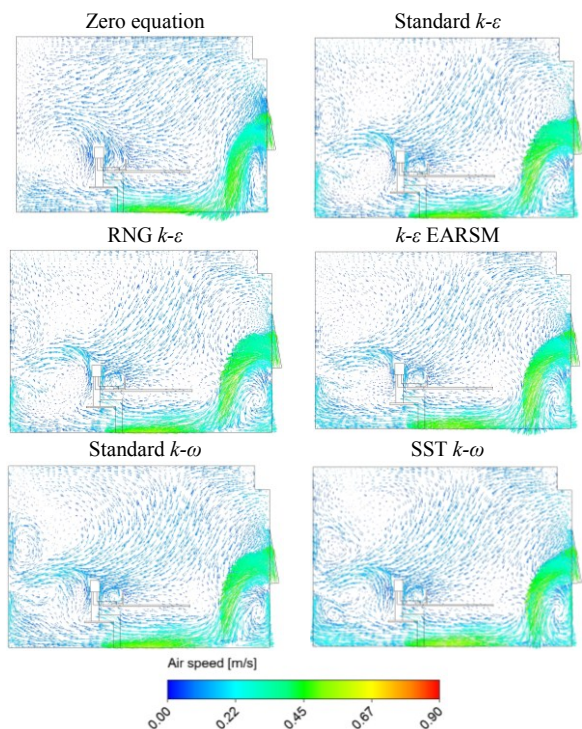 Zero equation
Standard k-ε
RNG k-ε
k-ε EARSM
Standard k-ω
SST k-ω
Air speed [m/s]
0.00
0.22
0.45
0.67
0.90